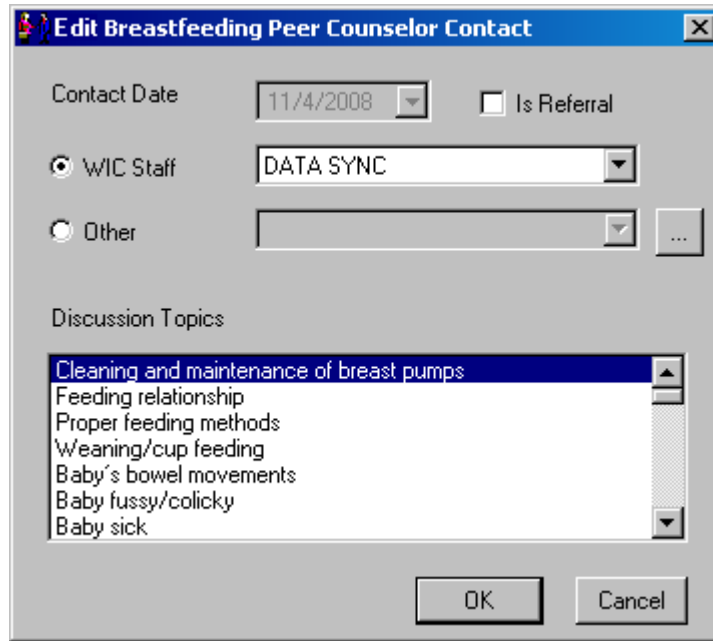 Edit Breastfeeding Peer Counselor Contact
Contact Date 11/4/2008 Is Referral
WIC Staff DATA SYNC
Other ...
Discussion Topics
Cleaning and maintenance of breast pumps
Feeding relationship
Proper feeding methods
Weaning/cup feeding
Baby´s bowel movements
Baby fussy/colicky
Baby sick
OK Cancel